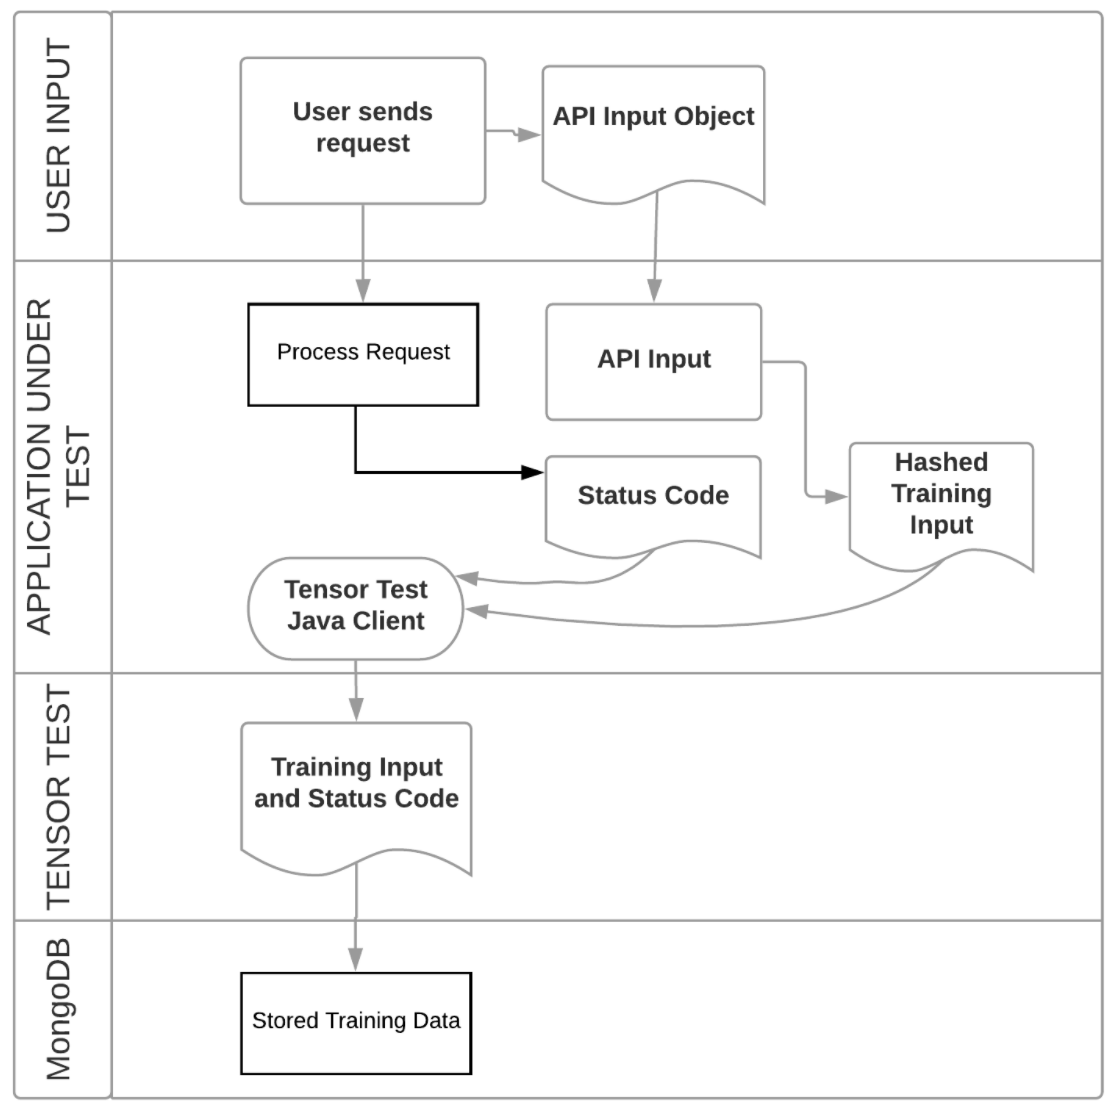 USER INPUT
User sends
request
API Input Object
APPLICATION UNDER
TEST
Process Request
API Input
Status Code
Hashed
Training
Input
Tensor Test
Java Client
TENSOR TEST
Training Input
and Status Code
MongoDB
Stored Training Data